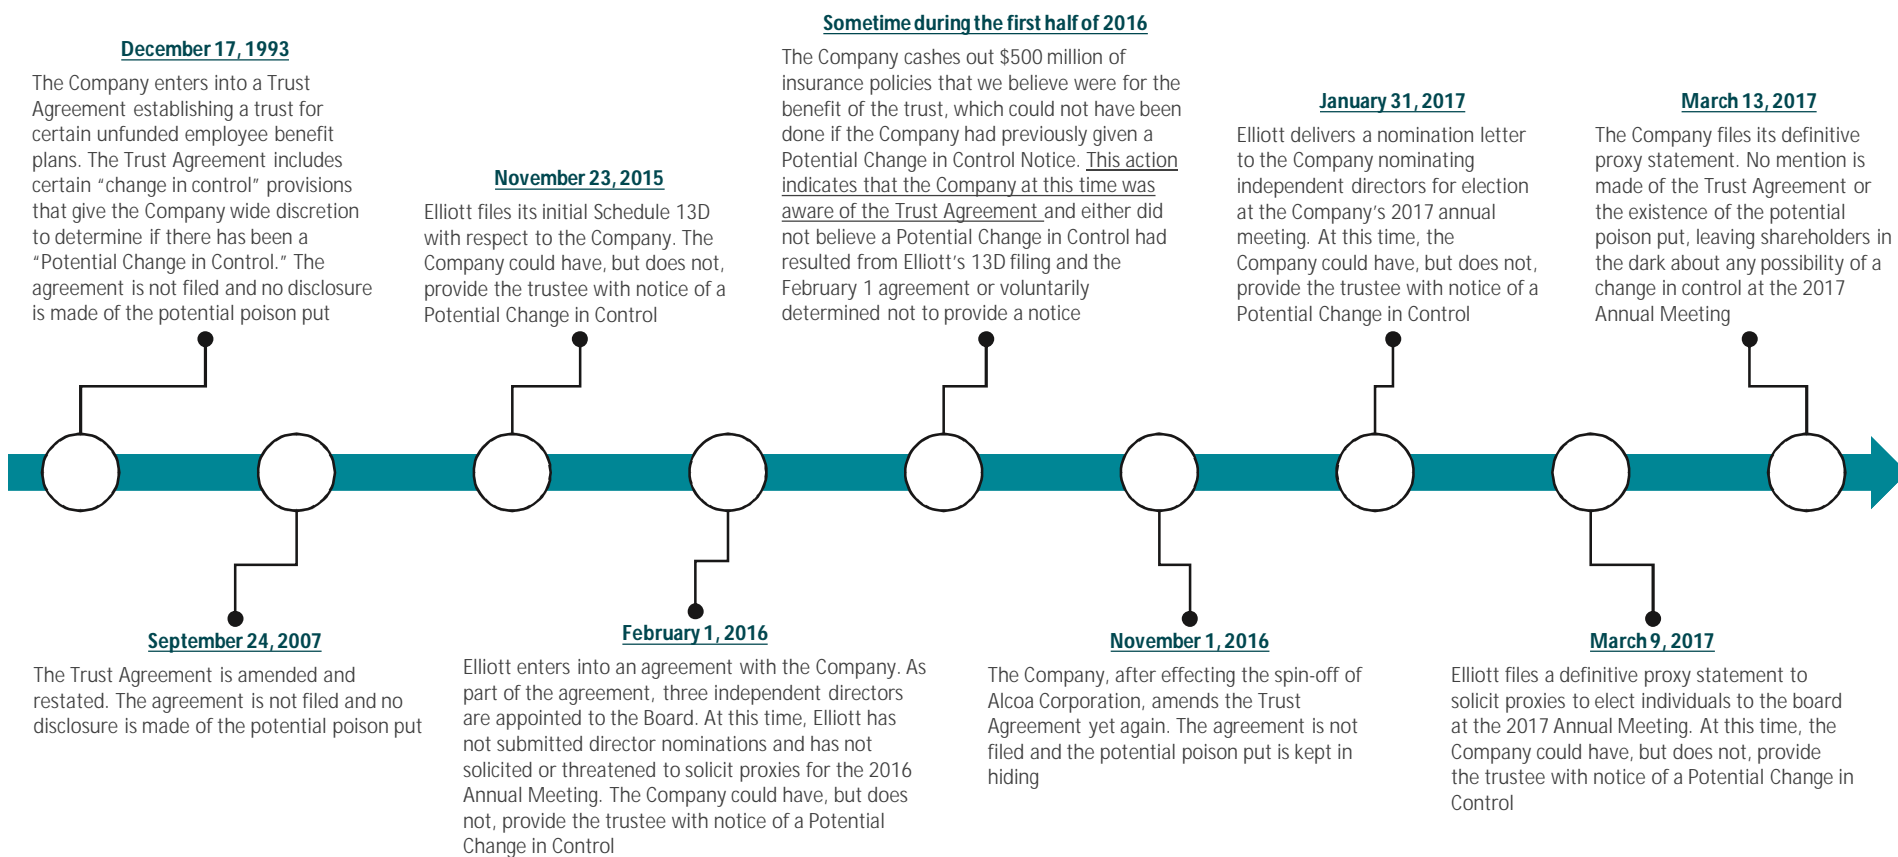 December 17, 1993
The Company enters into a Trust
Agreement establishing a trust for
certain unfunded employee benefit
plans. The Trust Agreement includes
certain “change in control” provisions
that give the Company wide discretion
to determine if there has been a
“Potential Change in Control.” The
agreement is not filed and no disclosure
is made of the potential poison put
September 24, 2007
The Trust Agreement is amended and
restated. The agreement is not filed and no
disclosure is made of the potential poison put
November 23, 2015
Elliott files its initial Schedule 13D
with respect to the Company. The
Company could have, but does not,
provide the trustee with notice of a
Potential Change in Control
February 1, 2016
Elliott enters into an agreement with the Company. As
part of the agreement, three independent directors
are appointed to the Board. At this time, Elliott has
not submitted director nominations and has not
solicited or threatened to solicit proxies for the 2016
Annual Meeting. The Company could have, but does
not, provide the trustee with notice of a Potential
Change in Control
Sometime during the first half of 2016
The Company cashes out $500 million of
insurance policies that we believe were for the
benefit of the trust, which could not have been
done if the Company had previously given a
Potential Change in Control Notice. This action
indicates that the Company at this time was
aware of the Trust Agreement and either did
not believe a Potential Change in Control had
resulted from Elliott’s 13D filing and the
February 1 agreement or voluntarily
determined not to provide a notice
November 1, 2016
The Company, after effecting the spin-off of
Alcoa Corporation, amends the Trust
Agreement yet again. The agreement is not
filed and the potential poison put is kept in
hiding
January 31, 2017
Elliott delivers a nomination letter
to the Company nominating
independent directors for election
at the Company’s 2017 annual
meeting. At this time, the
Company could have, but does not,
provide the trustee with notice of a
Potential Change in Control
March 9, 2017
Elliott files a definitive proxy statement to
solicit proxies to elect individuals to the board
at the 2017 Annual Meeting. At this time, the
Company could have, but does not, provide
the trustee with notice of a Potential Change in
Control
March 13, 2017
The Company files its definitive
proxy statement. No mention is
made of the Trust Agreement or
the existence of the potential
poison put, leaving shareholders in
the dark about any possibility of a
change in control at the 2017
Annual Meeting